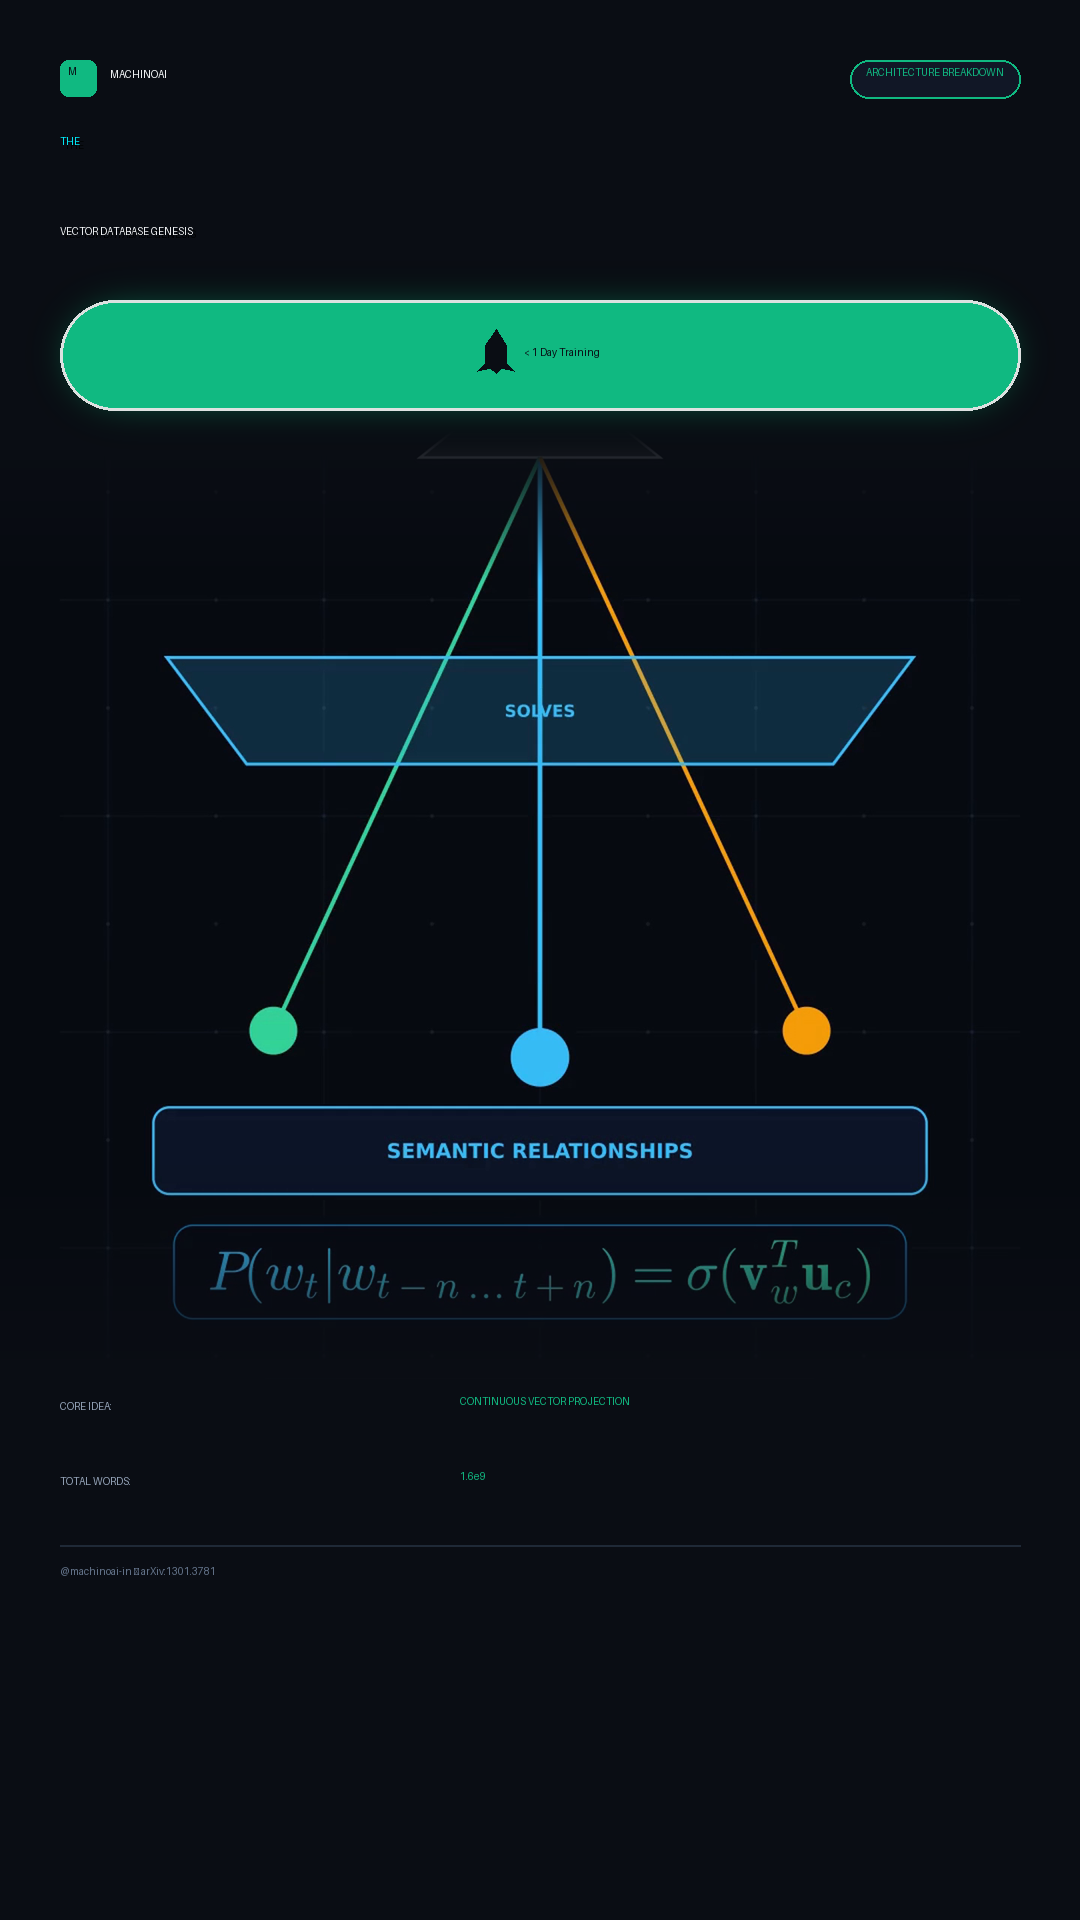 M
MACHINOAI
ARCHITECTURE BREAKDOWN
THE
VECTOR DATABASE GENESIS
< 1 Day Training
SOLVES
SEMANTIC RELATIONSHIPS
P(w_t|w_{t-n...t+n}) = σ(v_w^T u_c)
CORE IDEA:
CONTINUOUS VECTOR PROJECTION
TOTAL WORDS:
1.6e9
@machinoai-in arXiv:1301.3781